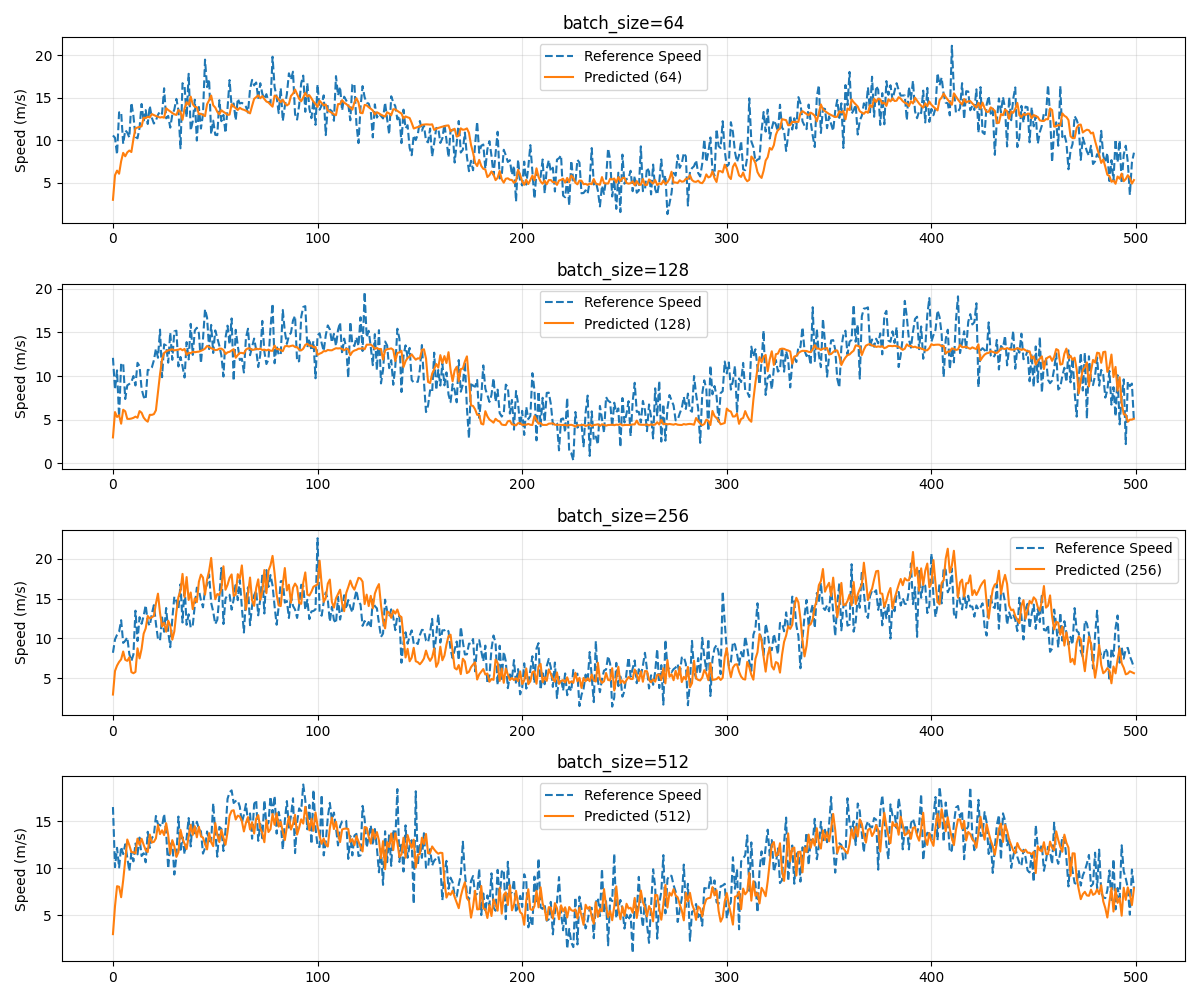 batch_size=64
Speed (m/s)
20
15
10
5
Reference Speed
Predicted (64)
0
100
200
300
400
500
batch_size=128
Speed (m/s)
20
15
10
5
0
Reference Speed
Predicted (128)
0
100
200
300
400
500
batch_size=256
Speed (m/s)
20
15
10
5
Reference Speed
Predicted (256)
0
100
200
300
400
500
batch_size=512
Speed (m/s)
15
10
5
Reference Speed
Predicted (512)
0
100
200
300
400
500